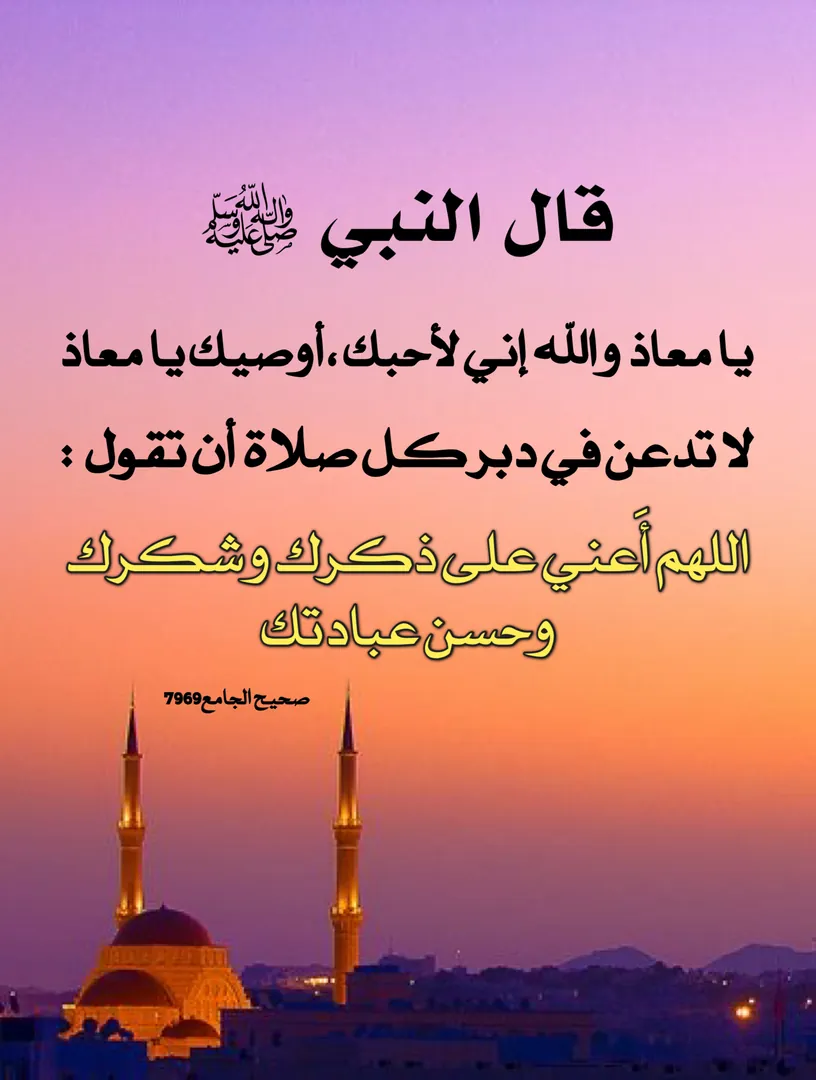 قال النبي ﷺ
يا معاذ والله إني لأحبك، أوصيك يا معاذ
لا تدعن في دبر كل صلاة أن تقول :
اللهم أَعني على ذكرك وشكرك
وحسن عبادتك
صحيح الجامع7969